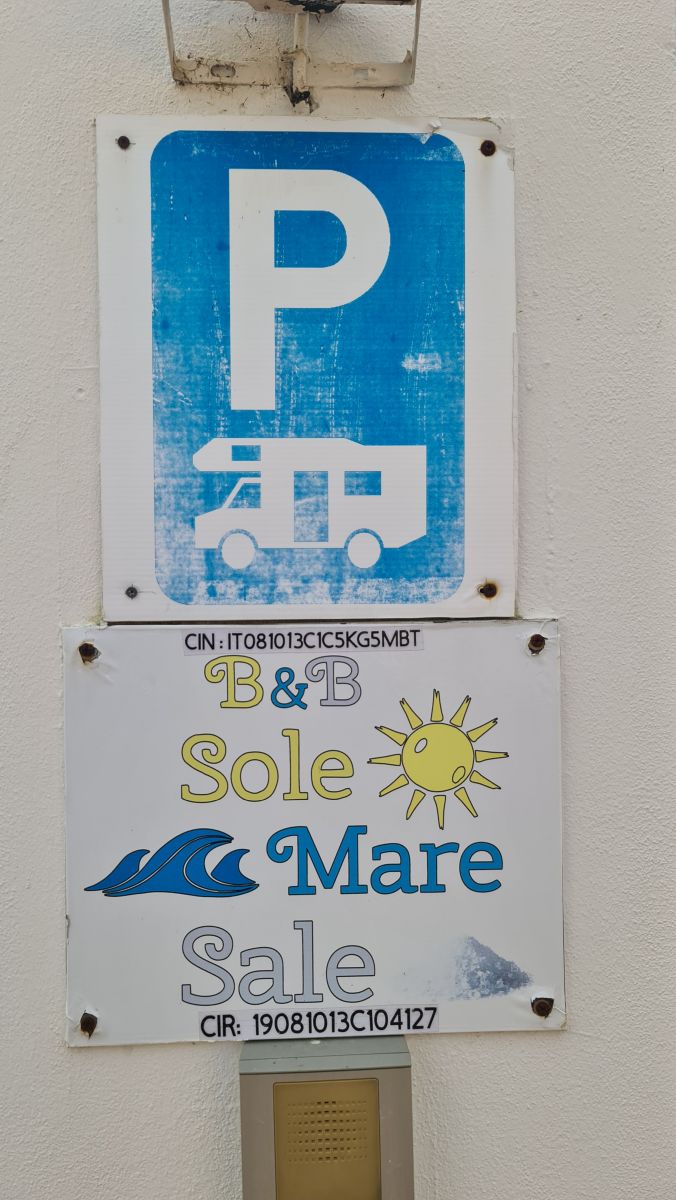 P
CIN : IT081013C1C5KG5MBT
B&B
Sole
Mare
Sale
CIR: 19081013C104127